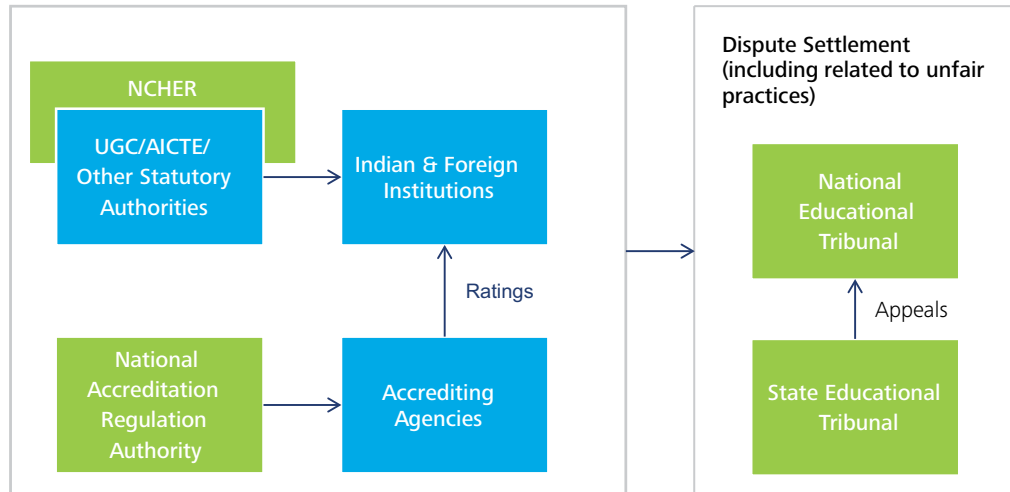 NCHER
UGC/AICTE/
Other Statutory
Authorities
Indian & Foreign
Institutions
Ratings
National
Accreditation
Regulation
Authority
Accrediting
Agencies
Dispute Settlement
(including related to unfair
practices)
National
Educational
Tribunal
Appeals
State Educational
Tribunal